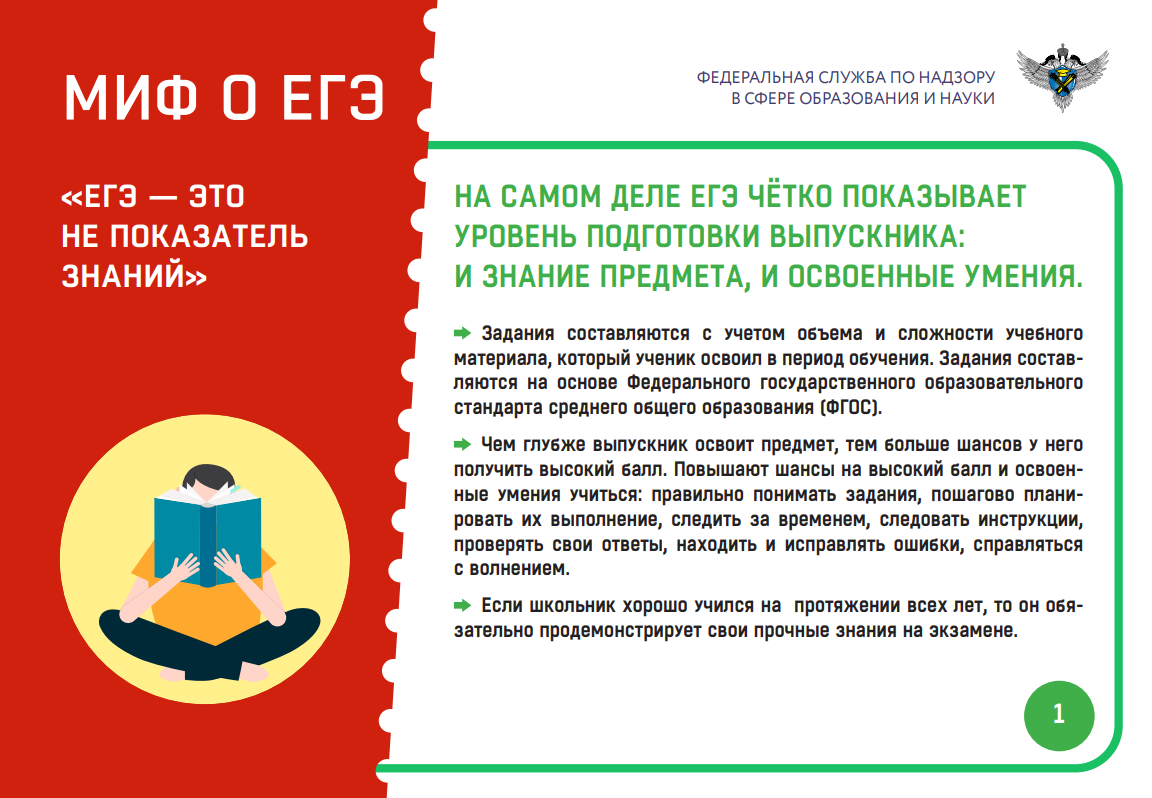 МИФ О ЕГЭ
«ЕГЭ — ЭТО
НЕ ПОКАЗАТЕЛЬ
ЗНАНИЙ»
ФЕДЕРАЛЬНАЯ СЛУЖБА ПО НАДЗОРУ
В СФЕРЕ ОБРАЗОВАНИЯ И НАУКИ
НА САМОМ ДЕЛЕ ЕГЭ ЧЁТКО ПОКАЗЫВАЕТ
УРОВЕНЬ ПОДГОТОВКИ ВЫПУСКНИКА:
И ЗНАНИЕ ПРЕДМЕТА, И ОСВОЕННЫЕ УМЕНИЯ.
Задания составляются с учетом объема и сложности учебного
материала, который ученик освоил в период обучения. Задания состав-
ляются на основе Федерального государственного образовательного
стандарта среднего общего образования (ФГОС).
Чем глубже выпускник освоит предмет, тем больше шансов у него
получить высокий балл. Повышают шансы на высокий балл и освоен-
ные умения учиться: правильно понимать задания, пошагово плани-
ровать их выполнение, следить за временем, следовать инструкции,
проверять свои ответы, находить и исправлять ошибки, справляться
с волнением.
Если школьник хорошо учился на протяжении всех лет, то он обя-
зательно продемонстрирует свои прочные знания на экзамене.
1